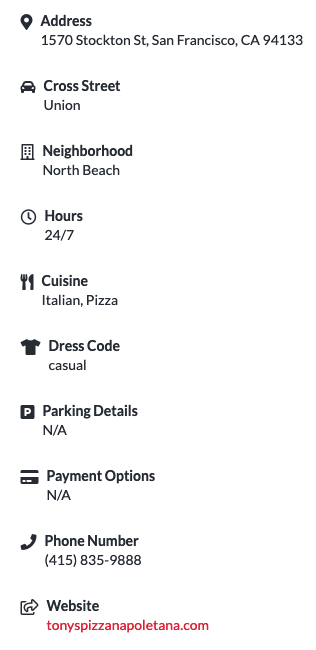 Address
1570 Stockton St, San Francisco, CA 94133
Cross Street
Union
Neighborhood
North Beach
Hours
24/7
Cuisine
Italian, Pizza
Dress Code
casual
Parking Details
N/A
Payment Options
N/A
Phone Number
(415) 835-9888
Website
tonyspizzanapoletana.com